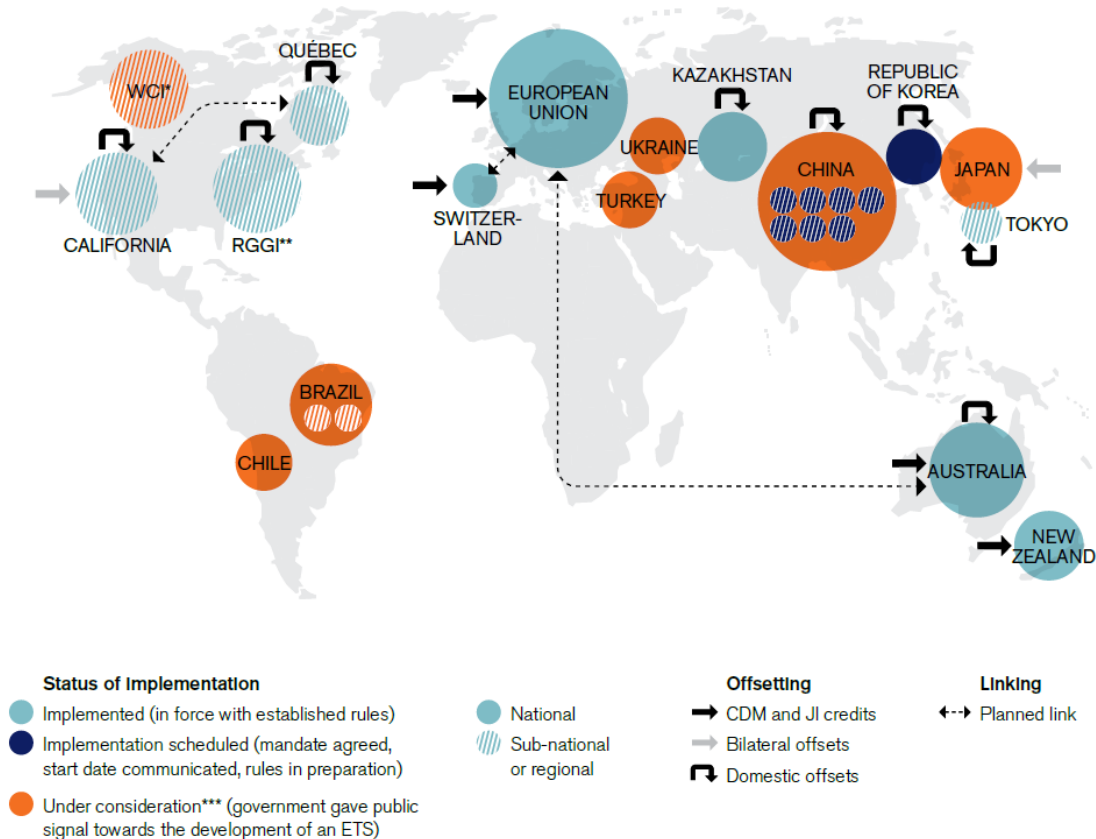 QUÉBEC
WCI*
CALIFORNIA
RGGI**
EUROPEAN
UNION
SWITZER-
LAND
UKRAINE
TURKEY
KAZAKHSTAN
CHINA
REPUBLIC
OF KOREA
JAPAN
TOKYO
BRAZIL
CHILE
AUSTRALIA
NEW
ZEALAND
Status of implementation
Implemented (in force with established rules)
Implementation scheduled (mandate agreed,
start date communicated, rules in preparation)
Under consideration*** (government gave public
signal towards the development of an ETS)
National
Sub-national
or regional
Offsetting
CDM and JI credits
Bilateral offsets
Domestic offsets
Linking
Planned link